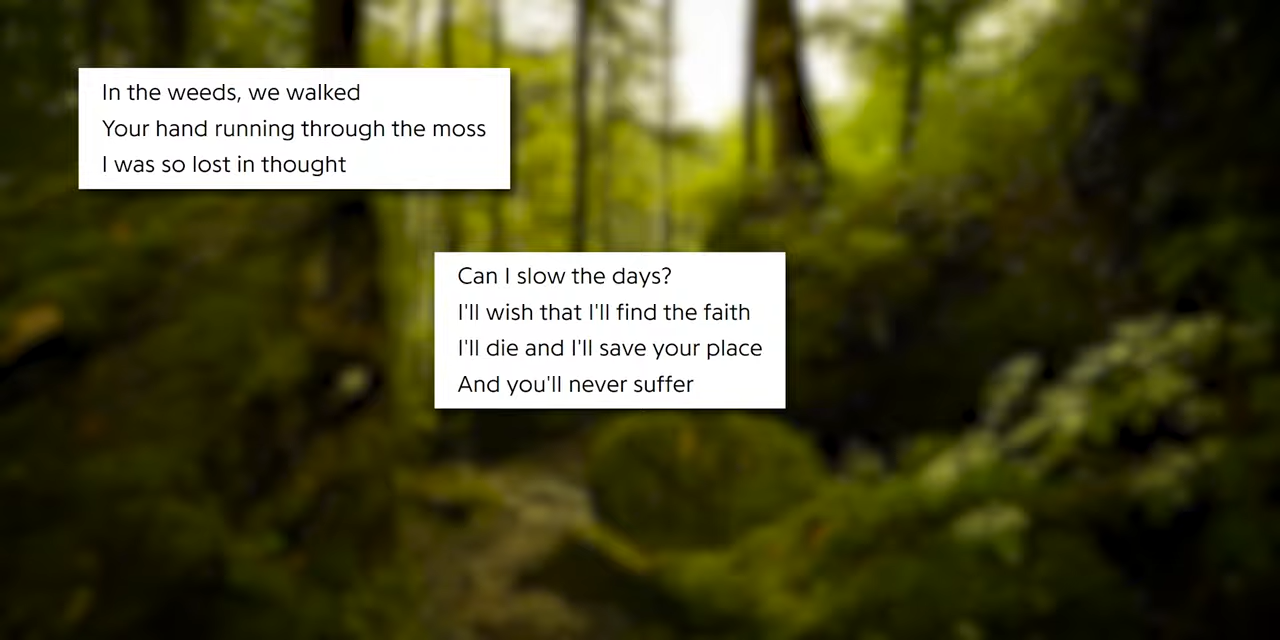 In the weeds, we walked
Your hand running through the moss
I was so lost in thought
Can I slow the days?
I'll wish that I'll find the faith
I'll die and I'll save your place
And you'll never suffer